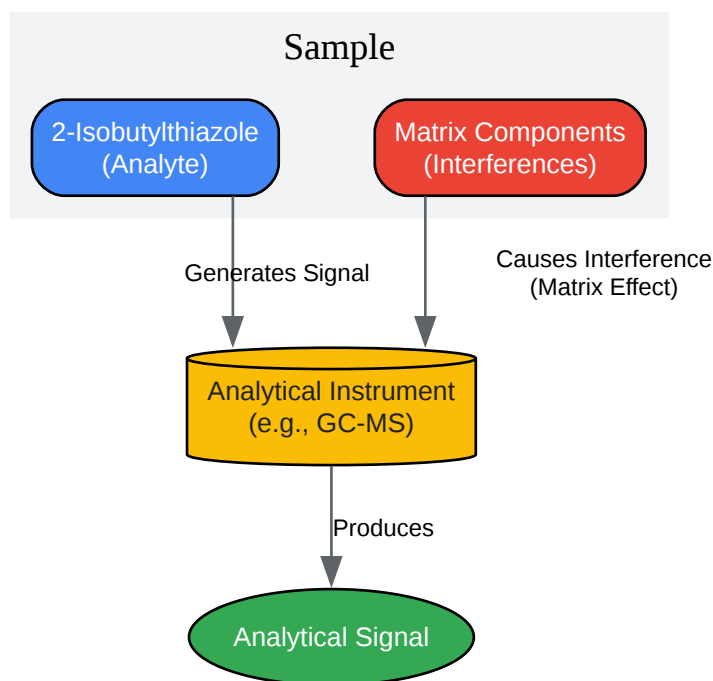 Sample
2-Isobutylthiazole
(Analyte)
Matrix Components
(Interferences)
Generates Signal
Causes Interference
(Matrix Effect)
Analytical Instrument
(e.g., GC-MS)
Produces
Analytical Signal